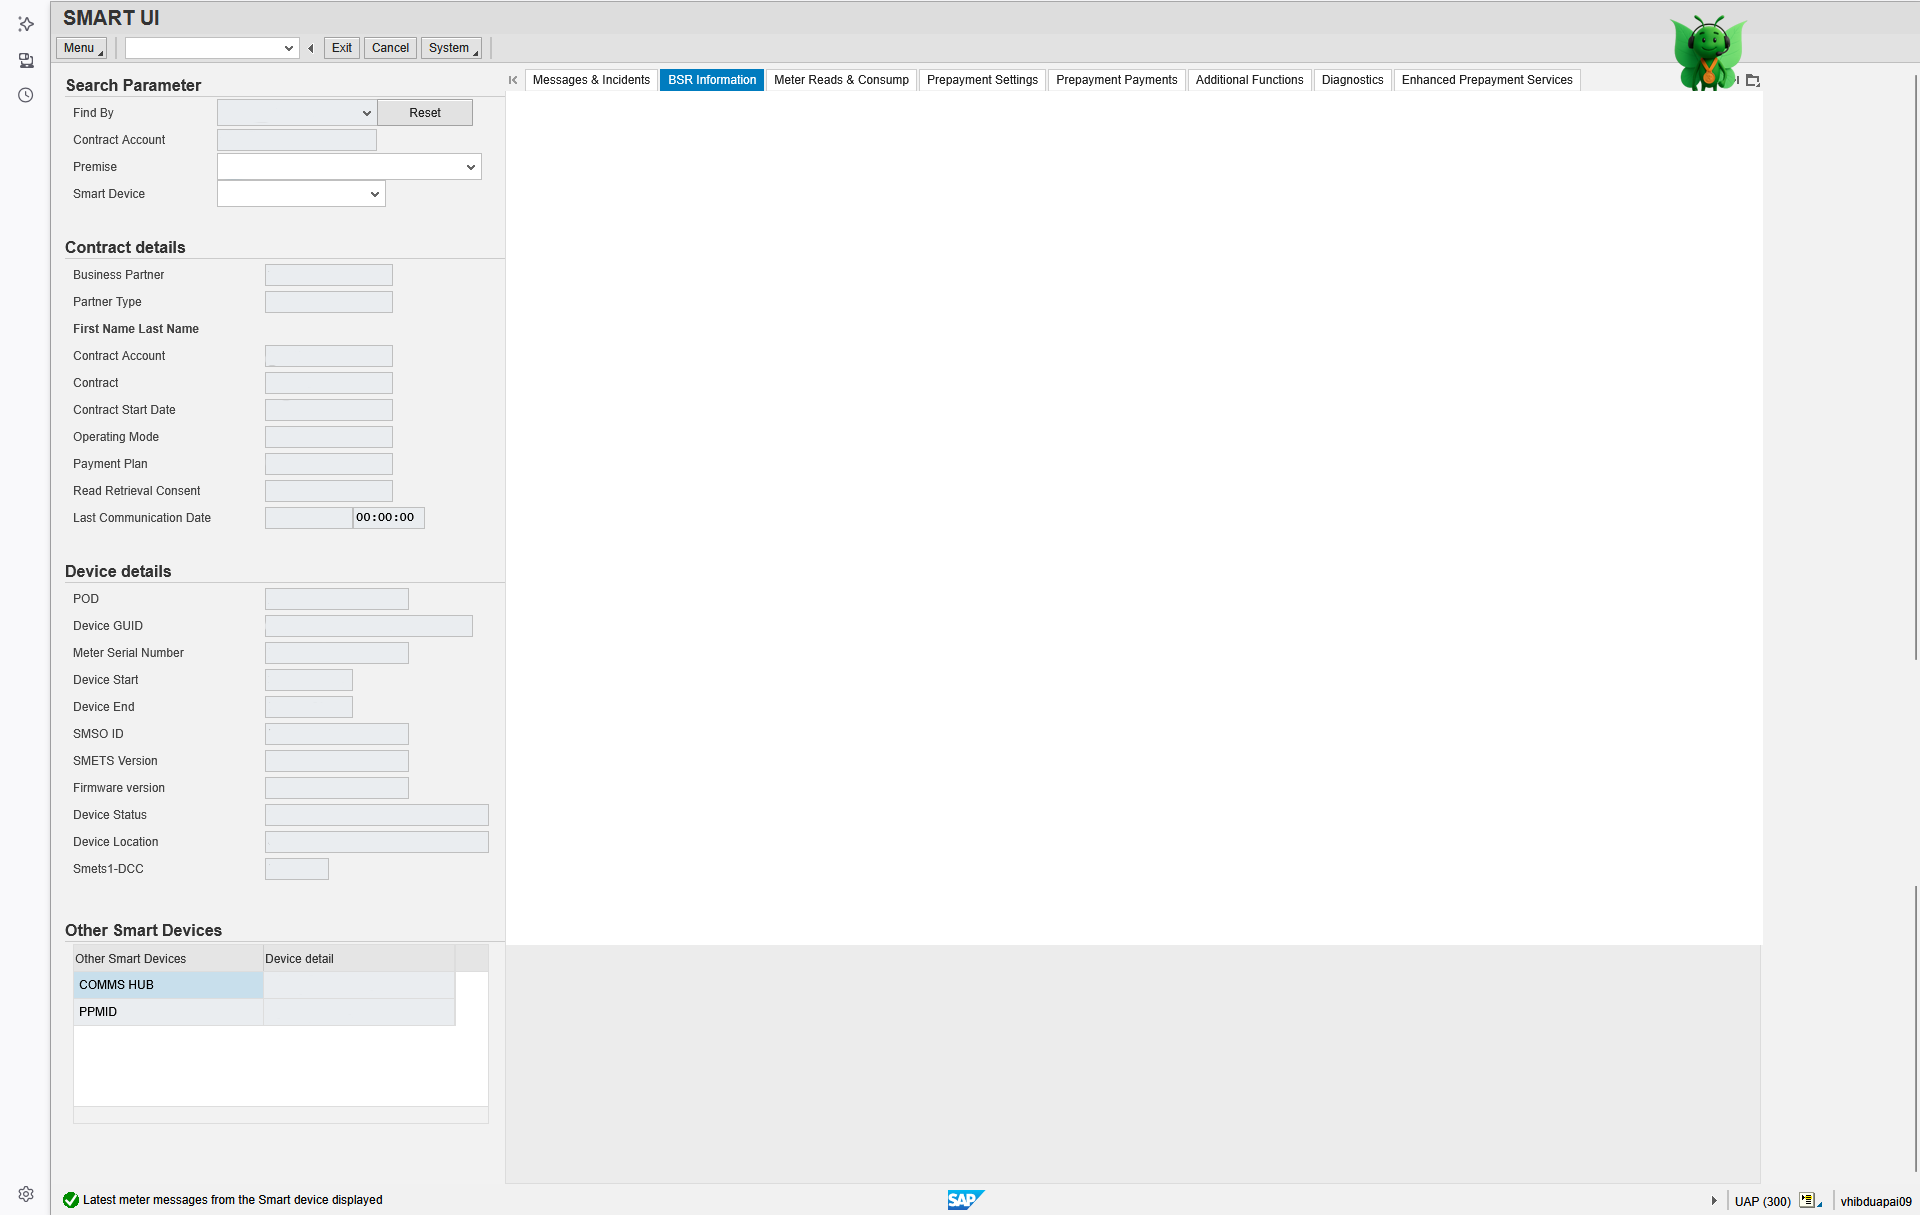 SMART UI
Menu
Exit
Cancel
System
Search Parameter
Find By
Reset
Contract Account
Premise
Smart Device
Contract details
Business Partner
Partner Type
First Name Last Name
Contract Account
Contract
Contract Start Date
Operating Mode
Payment Plan
Read Retrieval Consent
Last Communication Date
00:00:00
Device details
POD
Device GUID
Meter Serial Number
Device Start
Device End
SMSO ID
SMETS Version
Firmware version
Device Status
Device Location
Smets1-DCC
Other Smart Devices
Other Smart Devices
Device detail
COMMS HUB
PPMID
Messages & Incidents
BSR Information
Meter Reads & Consump
Prepayment Settings
Prepayment Payments
Additional Functions
Diagnostics
Enhanced Prepayment Services
Latest meter messages from the Smart device displayed
SAP
UAP (300)
vhibduapai09